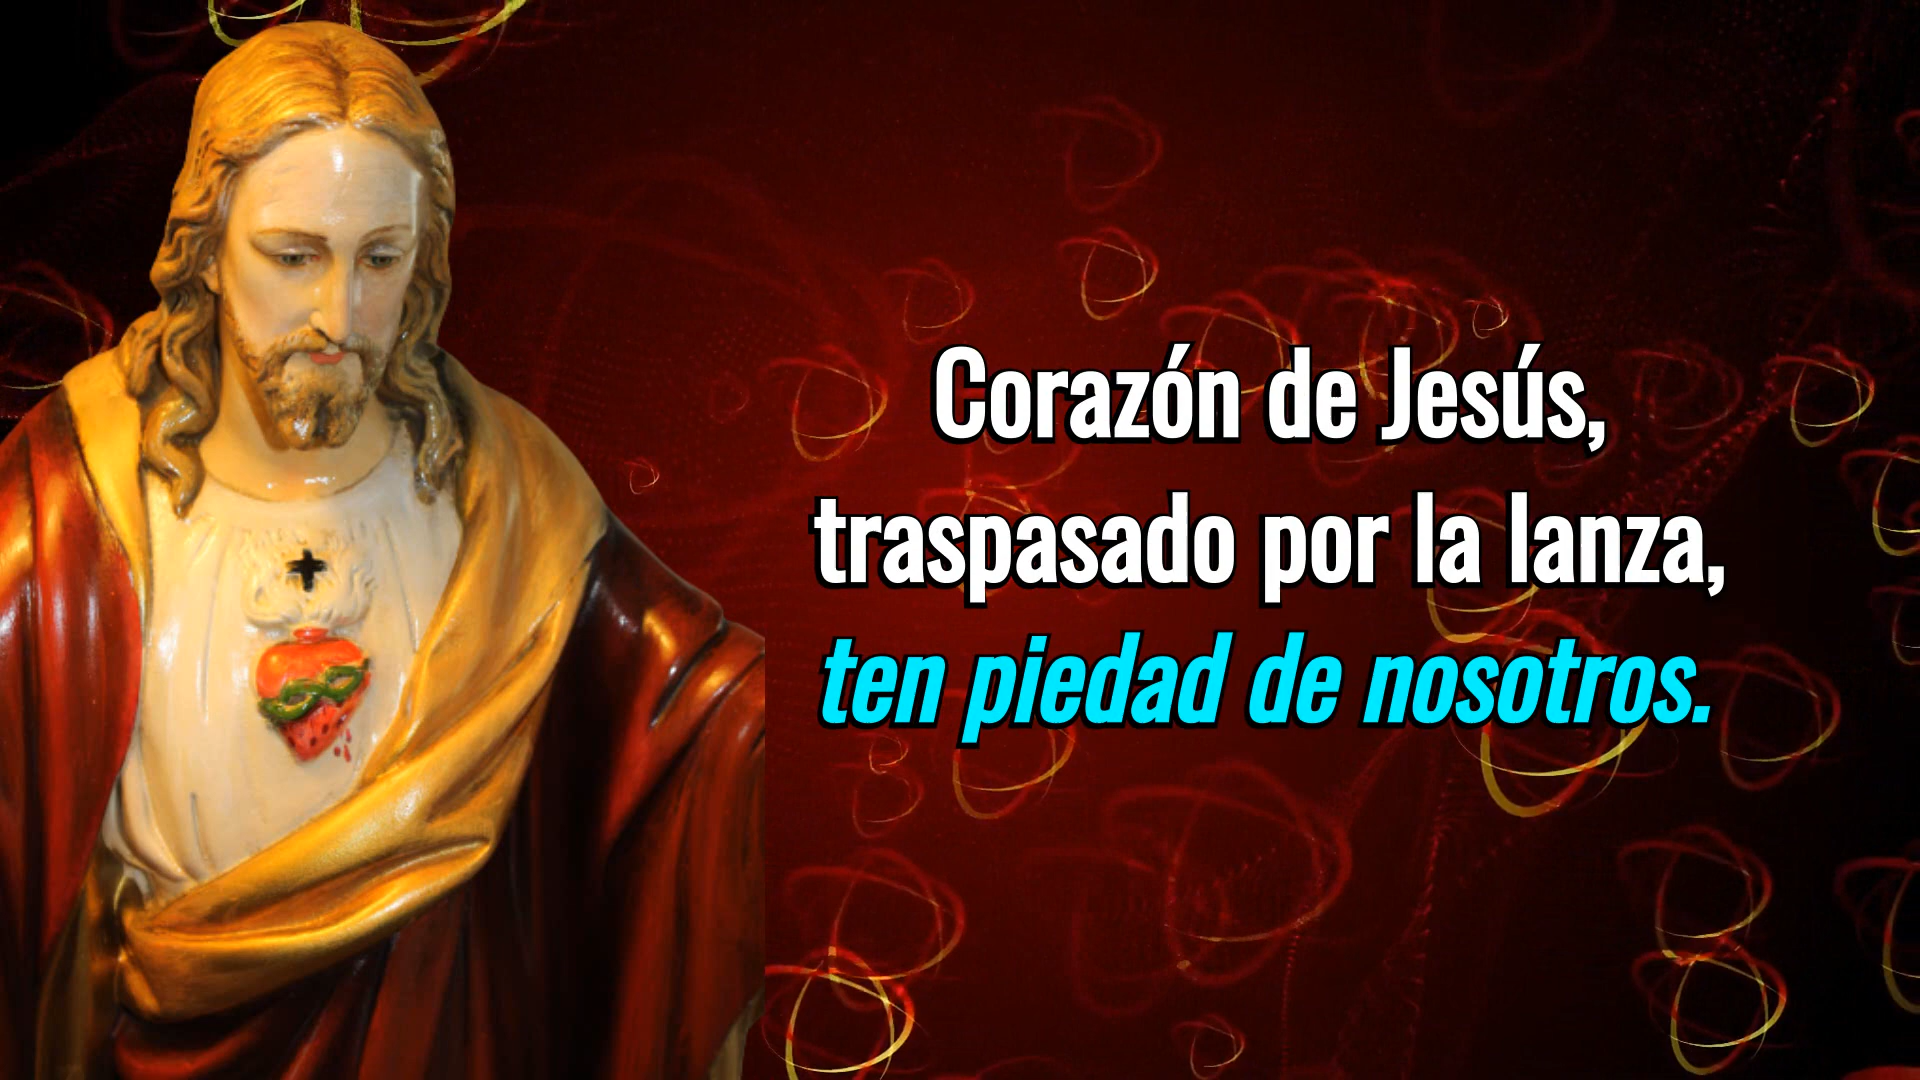 Corazón de Jesús,
traspasado por la lanza,
ten piedad de nosotros.